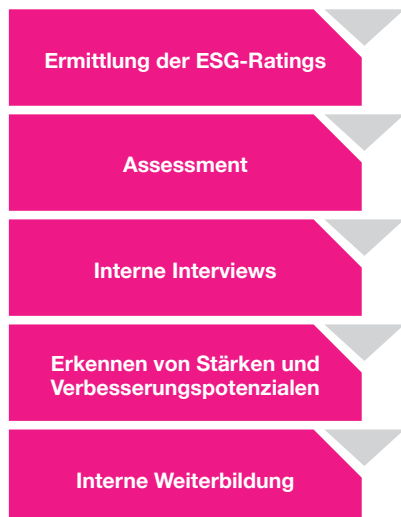 Ermittlung der ESG-Ratings
Assessment
Interne Interviews
Erkennen von Stärken und
Verbesserungspotenzialen
Interne Weiterbildung